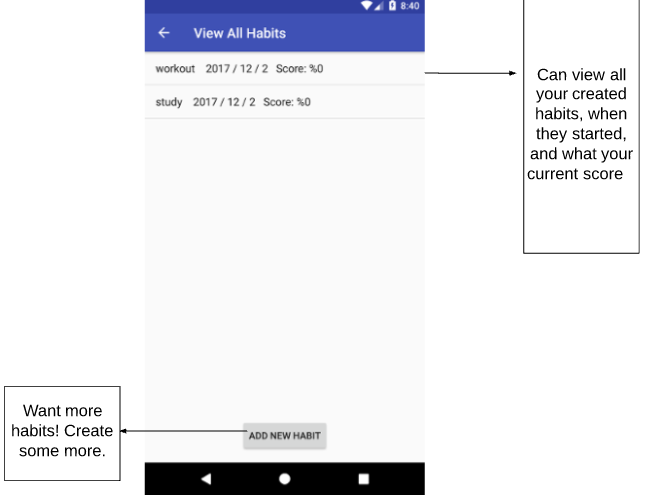 8:40
View All Habits
workout 2017 / 12 / 2 Score: %0
study 2017 / 12 / 2 Score: %0
Can view all
your created
habits, when
they started,
and what your
current score
Want more
habits! Create
some more.
ADD NEW HABIT